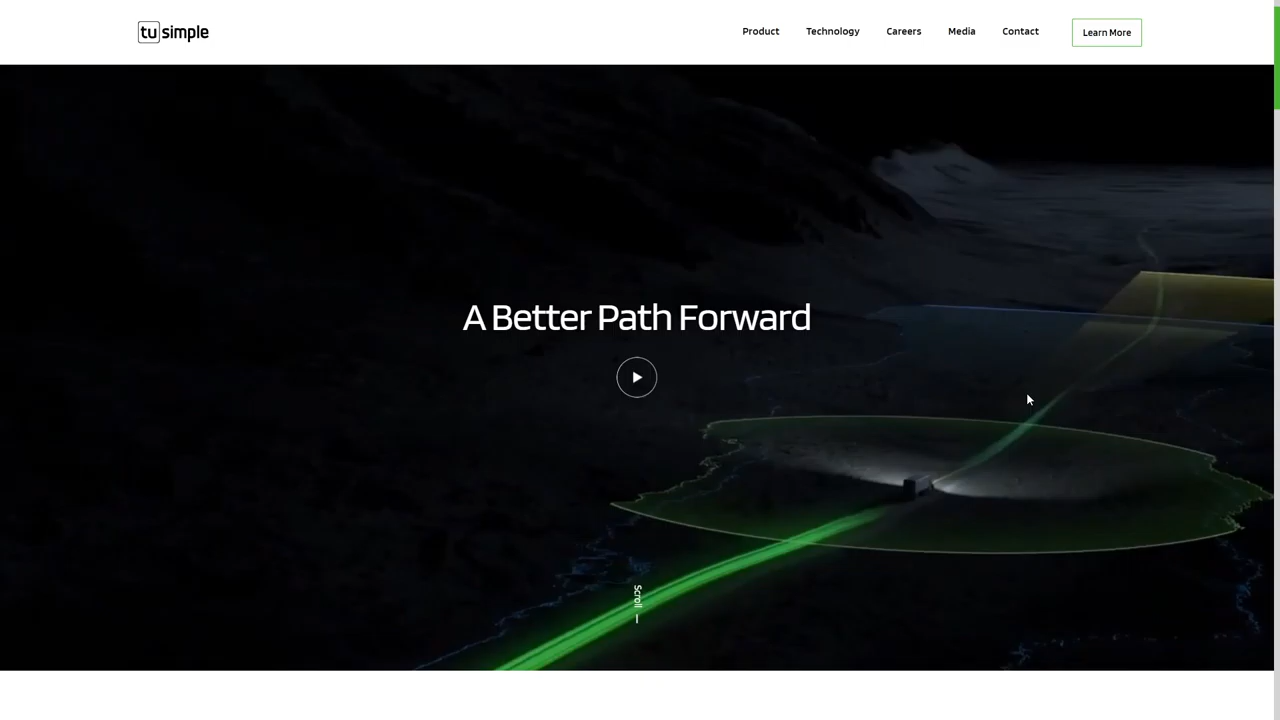 tu simple
Product
Technology
Careers
Media
Contact
Learn More
A Better Path Forward
Scroll